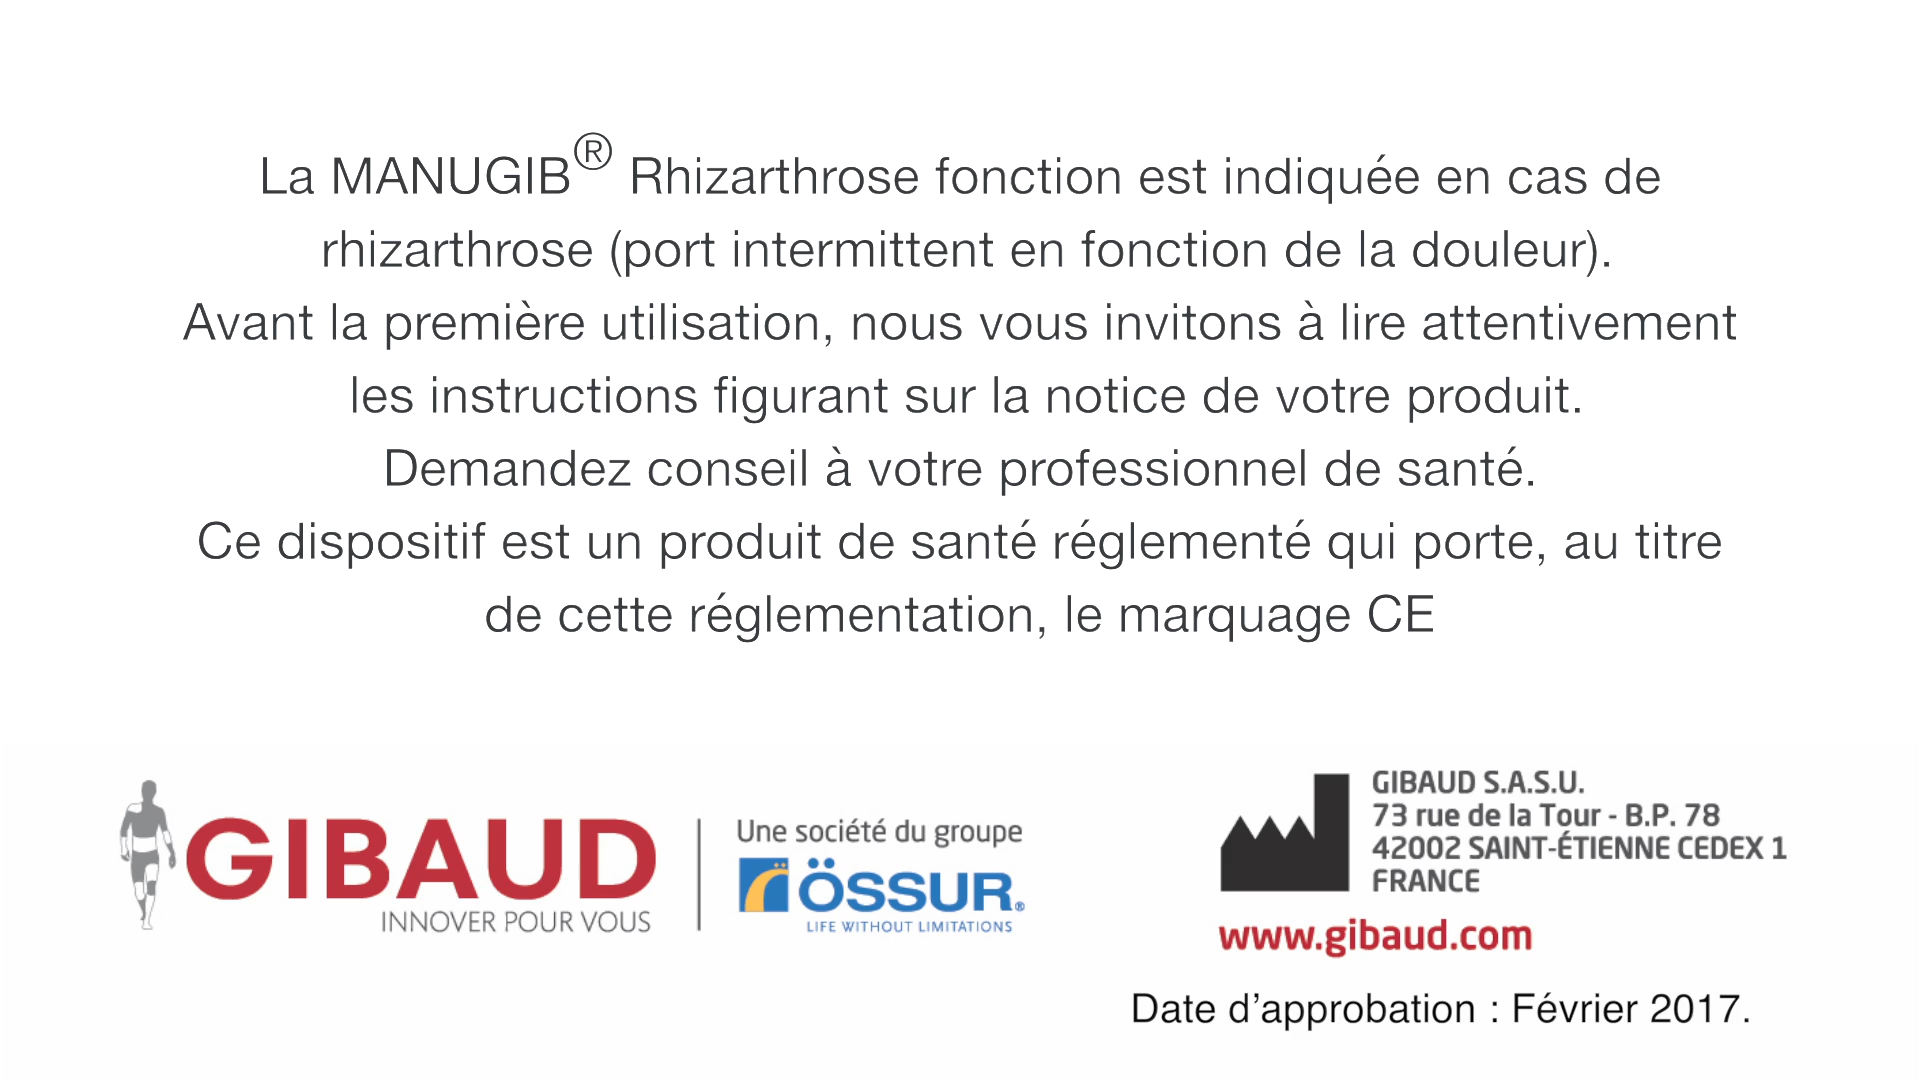 La MANUGIB® Rhizarthrose fonction est indiquée en cas de
rhizarthrose (port intermittent en fonction de la douleur).
Avant la première utilisation, nous vous invitons à lire attentivement
les instructions figurant sur la notice de votre produit.
Demandez conseil à votre professionnel de santé.
Ce dispositif est un produit de santé réglementé qui porte, au titre
de cette réglementation, le marquage CE
GIBAUD
INNOVER POUR VOUS
Une société du groupe
ÖSSUR®
LIFE WITHOUT LIMITATIONS
GIBAUD S.A.S.U.
73 rue de la Tour - B.P. 78
42002 SAINT-ÉTIENNE CEDEX 1
FRANCE
www.gibaud.com
Date d’approbation : Février 2017.